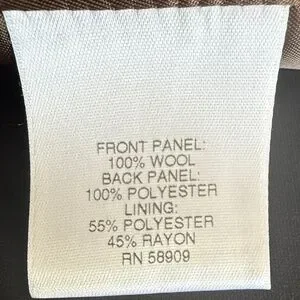 FRONT PANEL:
100% WOOL
BACK PANEL:
100% POLYESTER
LINING:
55% POLYESTER
45% RAYON
RN 58909